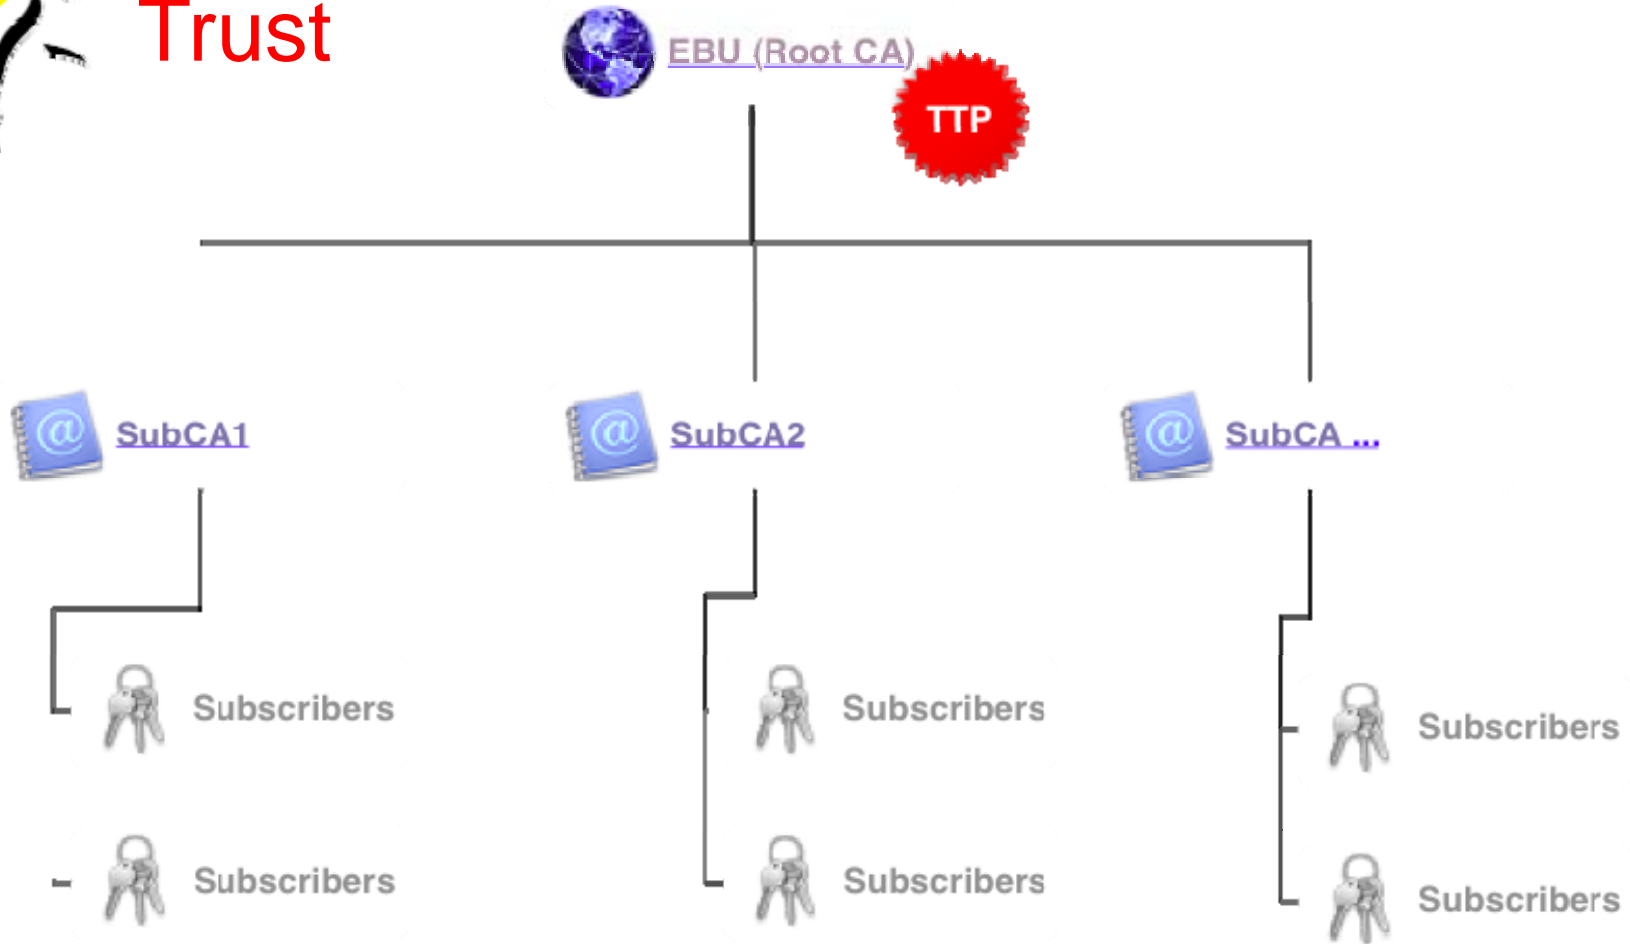 Trust
EBU (Root CA)
TTP
SubCA1
SubCA2
SubCA ...
Subscribers
Subscribers
Subscribers
Subscribers
Subscribers
Subscribers